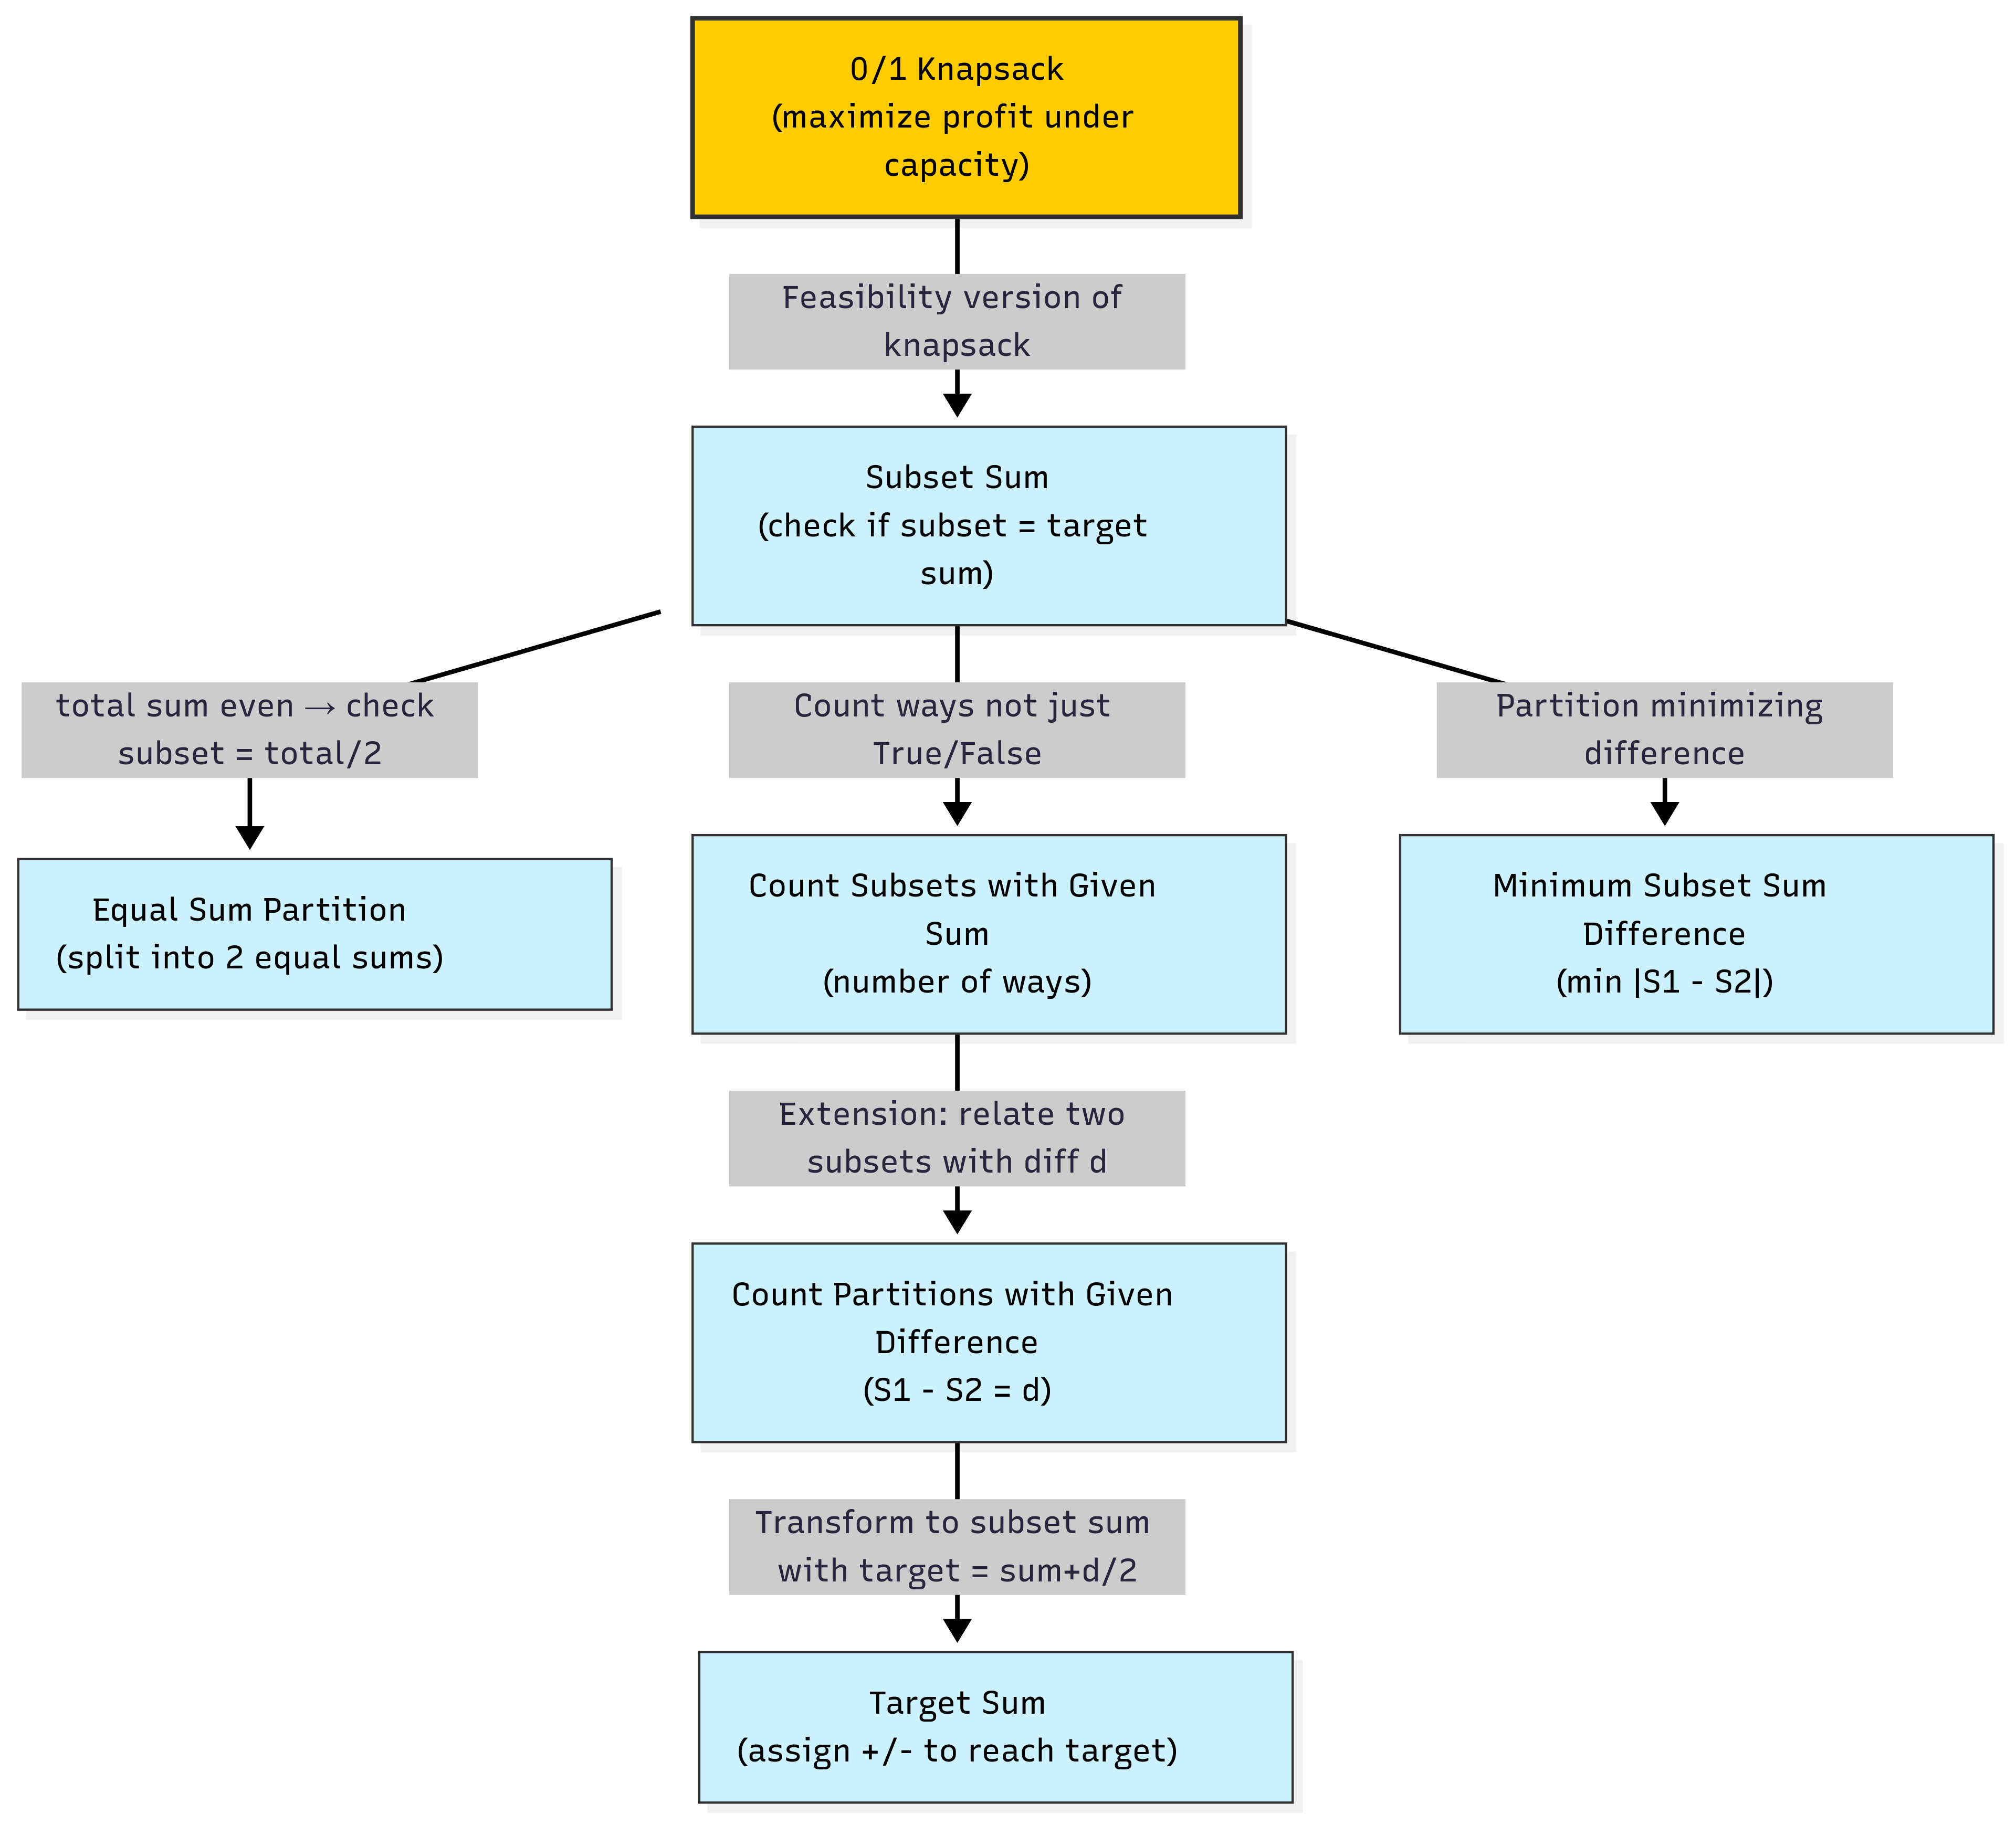 0/1 Knapsack
(maximize profit under
capacity)
Feasibility version of
knapsack
Subset Sum
(check if subset = target
sum)
total sum even → check
subset = total/2
Count ways not just
True/False
Partition minimizing
difference
Equal Sum Partition
(split into 2 equal sums)
Count Subsets with Given
Sum
(number of ways)
Minimum Subset Sum
Difference
(min |S1 - S2|)
Extension: relate two
subsets with diff d
Count Partitions with Given
Difference
(S1 - S2 = d)
Transform to subset sum
with target = sum+d/2
Target Sum
(assign +/- to reach target)